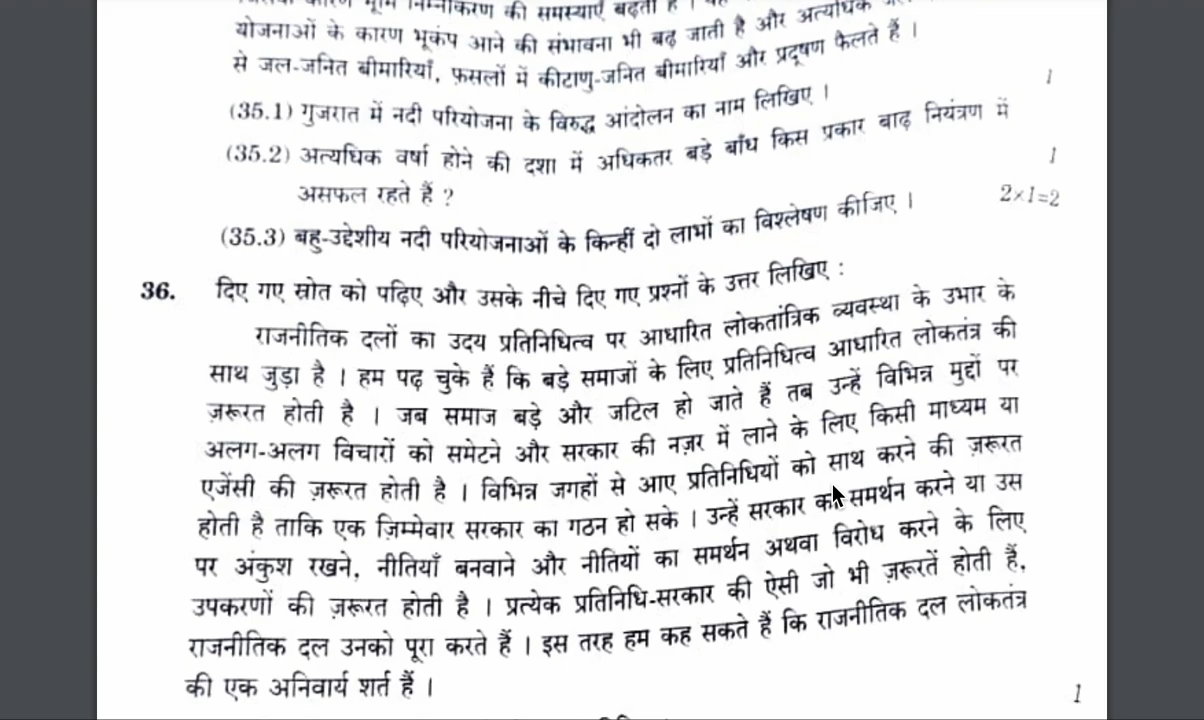 जिसके कारण भूमि निम्नीकरण की समस्याएँ बढ़ती हैं ।
योजनाओं के कारण भूकंप आने की संभावना भी बढ़ जाती है और अत्यधिक
से जल-जनित बीमारियाँ, फ़सलों में कीटाणु-जनित बीमारियाँ और प्रदूषण फैलते हैं ।
(35.1) गुजरात में नदी परियोजना के विरुद्ध आंदोलन का नाम लिखिए । 1
(35.2) अत्यधिक वर्षा होने की दशा में अधिकतर बड़े बाँध किस प्रकार बाढ़ नियंत्रण में
असफल रहते हैं ? 1
(35.3) बहु-उद्देशीय नदी परियोजनाओं के किन्हीं दो लाभों का विश्लेषण कीजिए । 2×1=2
36. दिए गए स्रोत को पढ़िए और उसके नीचे दिए गए प्रश्नों के उत्तर लिखिए :
राजनीतिक दलों का उदय प्रतिनिधित्व पर आधारित लोकतांत्रिक व्यवस्था के उभार के
साथ जुड़ा है । हम पढ़ चुके हैं कि बड़े समाजों के लिए प्रतिनिधित्व आधारित लोकतंत्र की
ज़रूरत होती है । जब समाज बड़े और जटिल हो जाते हैं तब उन्हें विभिन्न मुद्दों पर
अलग-अलग विचारों को समेटने और सरकार की नज़र में लाने के लिए किसी माध्यम या
एजेंसी की ज़रूरत होती है । विभिन्न जगहों से आए प्रतिनिधियों को साथ करने की ज़रूरत
होती है ताकि एक ज़िम्मेवार सरकार का गठन हो सके । उन्हें सरकार का समर्थन करने या उस
पर अंकुश रखने, नीतियाँ बनवाने और नीतियों का समर्थन अथवा विरोध करने के लिए
उपकरणों की ज़रूरत होती है । प्रत्येक प्रतिनिधि-सरकार की ऐसी जो भी ज़रूरतें होती हैं,
राजनीतिक दल उनको पूरा करते हैं । इस तरह हम कह सकते हैं कि राजनीतिक दल लोकतंत्र
की एक अनिवार्य शर्त हैं ।
1